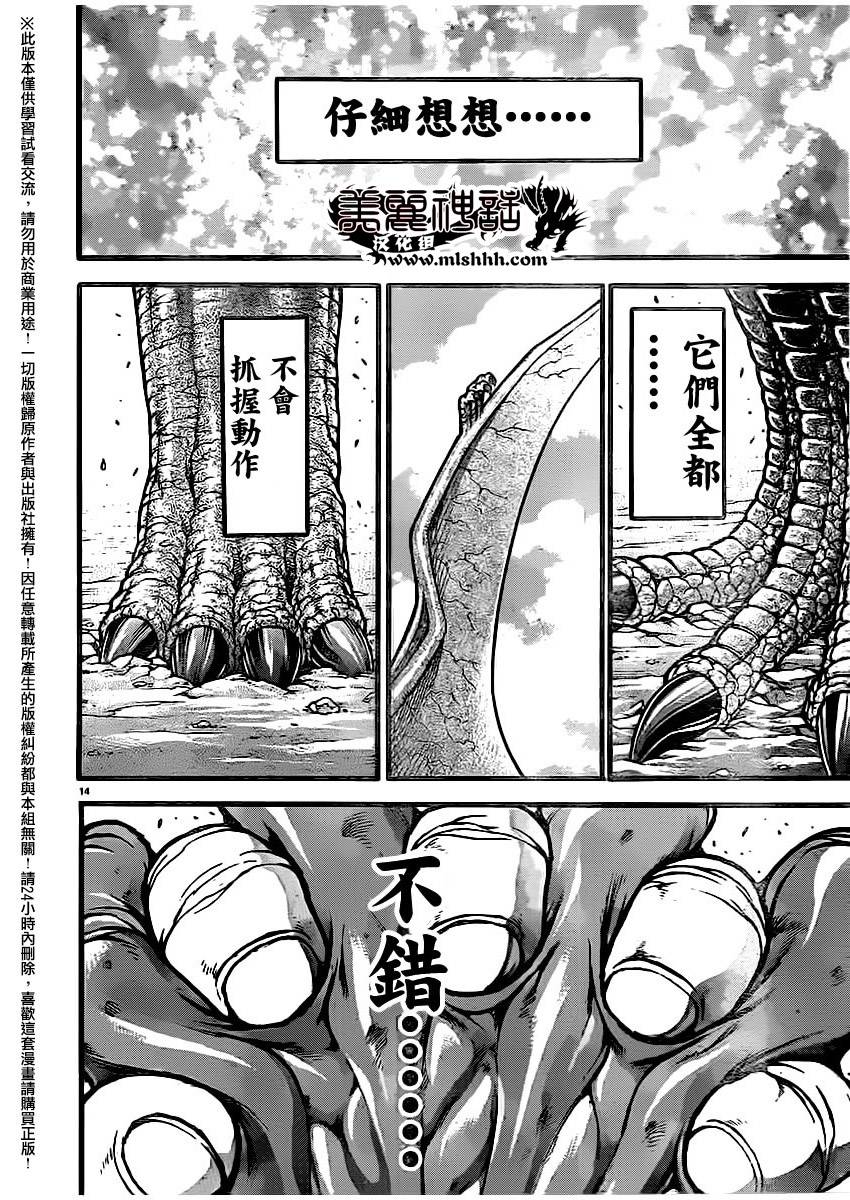 仔細想想⋯⋯
美麗神話
汉化组
www.mlshhh.com
它們全都
⋯⋯
不會
抓握動作
14
不錯⋯⋯
※此版本僅供學習試看交流，請勿用於商業用途！一切版權歸原作者與出版社擁有！因任意轉載所產生的版權糾紛都與本組無關！請24小時內刪除，喜歡這套漫畫請購買正版！